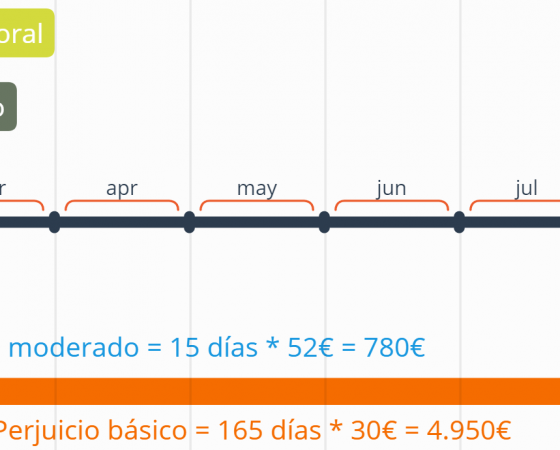 oral
o
r apr may jun jul
moderado = 15 días * 52€ = 780€
Perjuicio básico = 165 días * 30€ = 4.950€